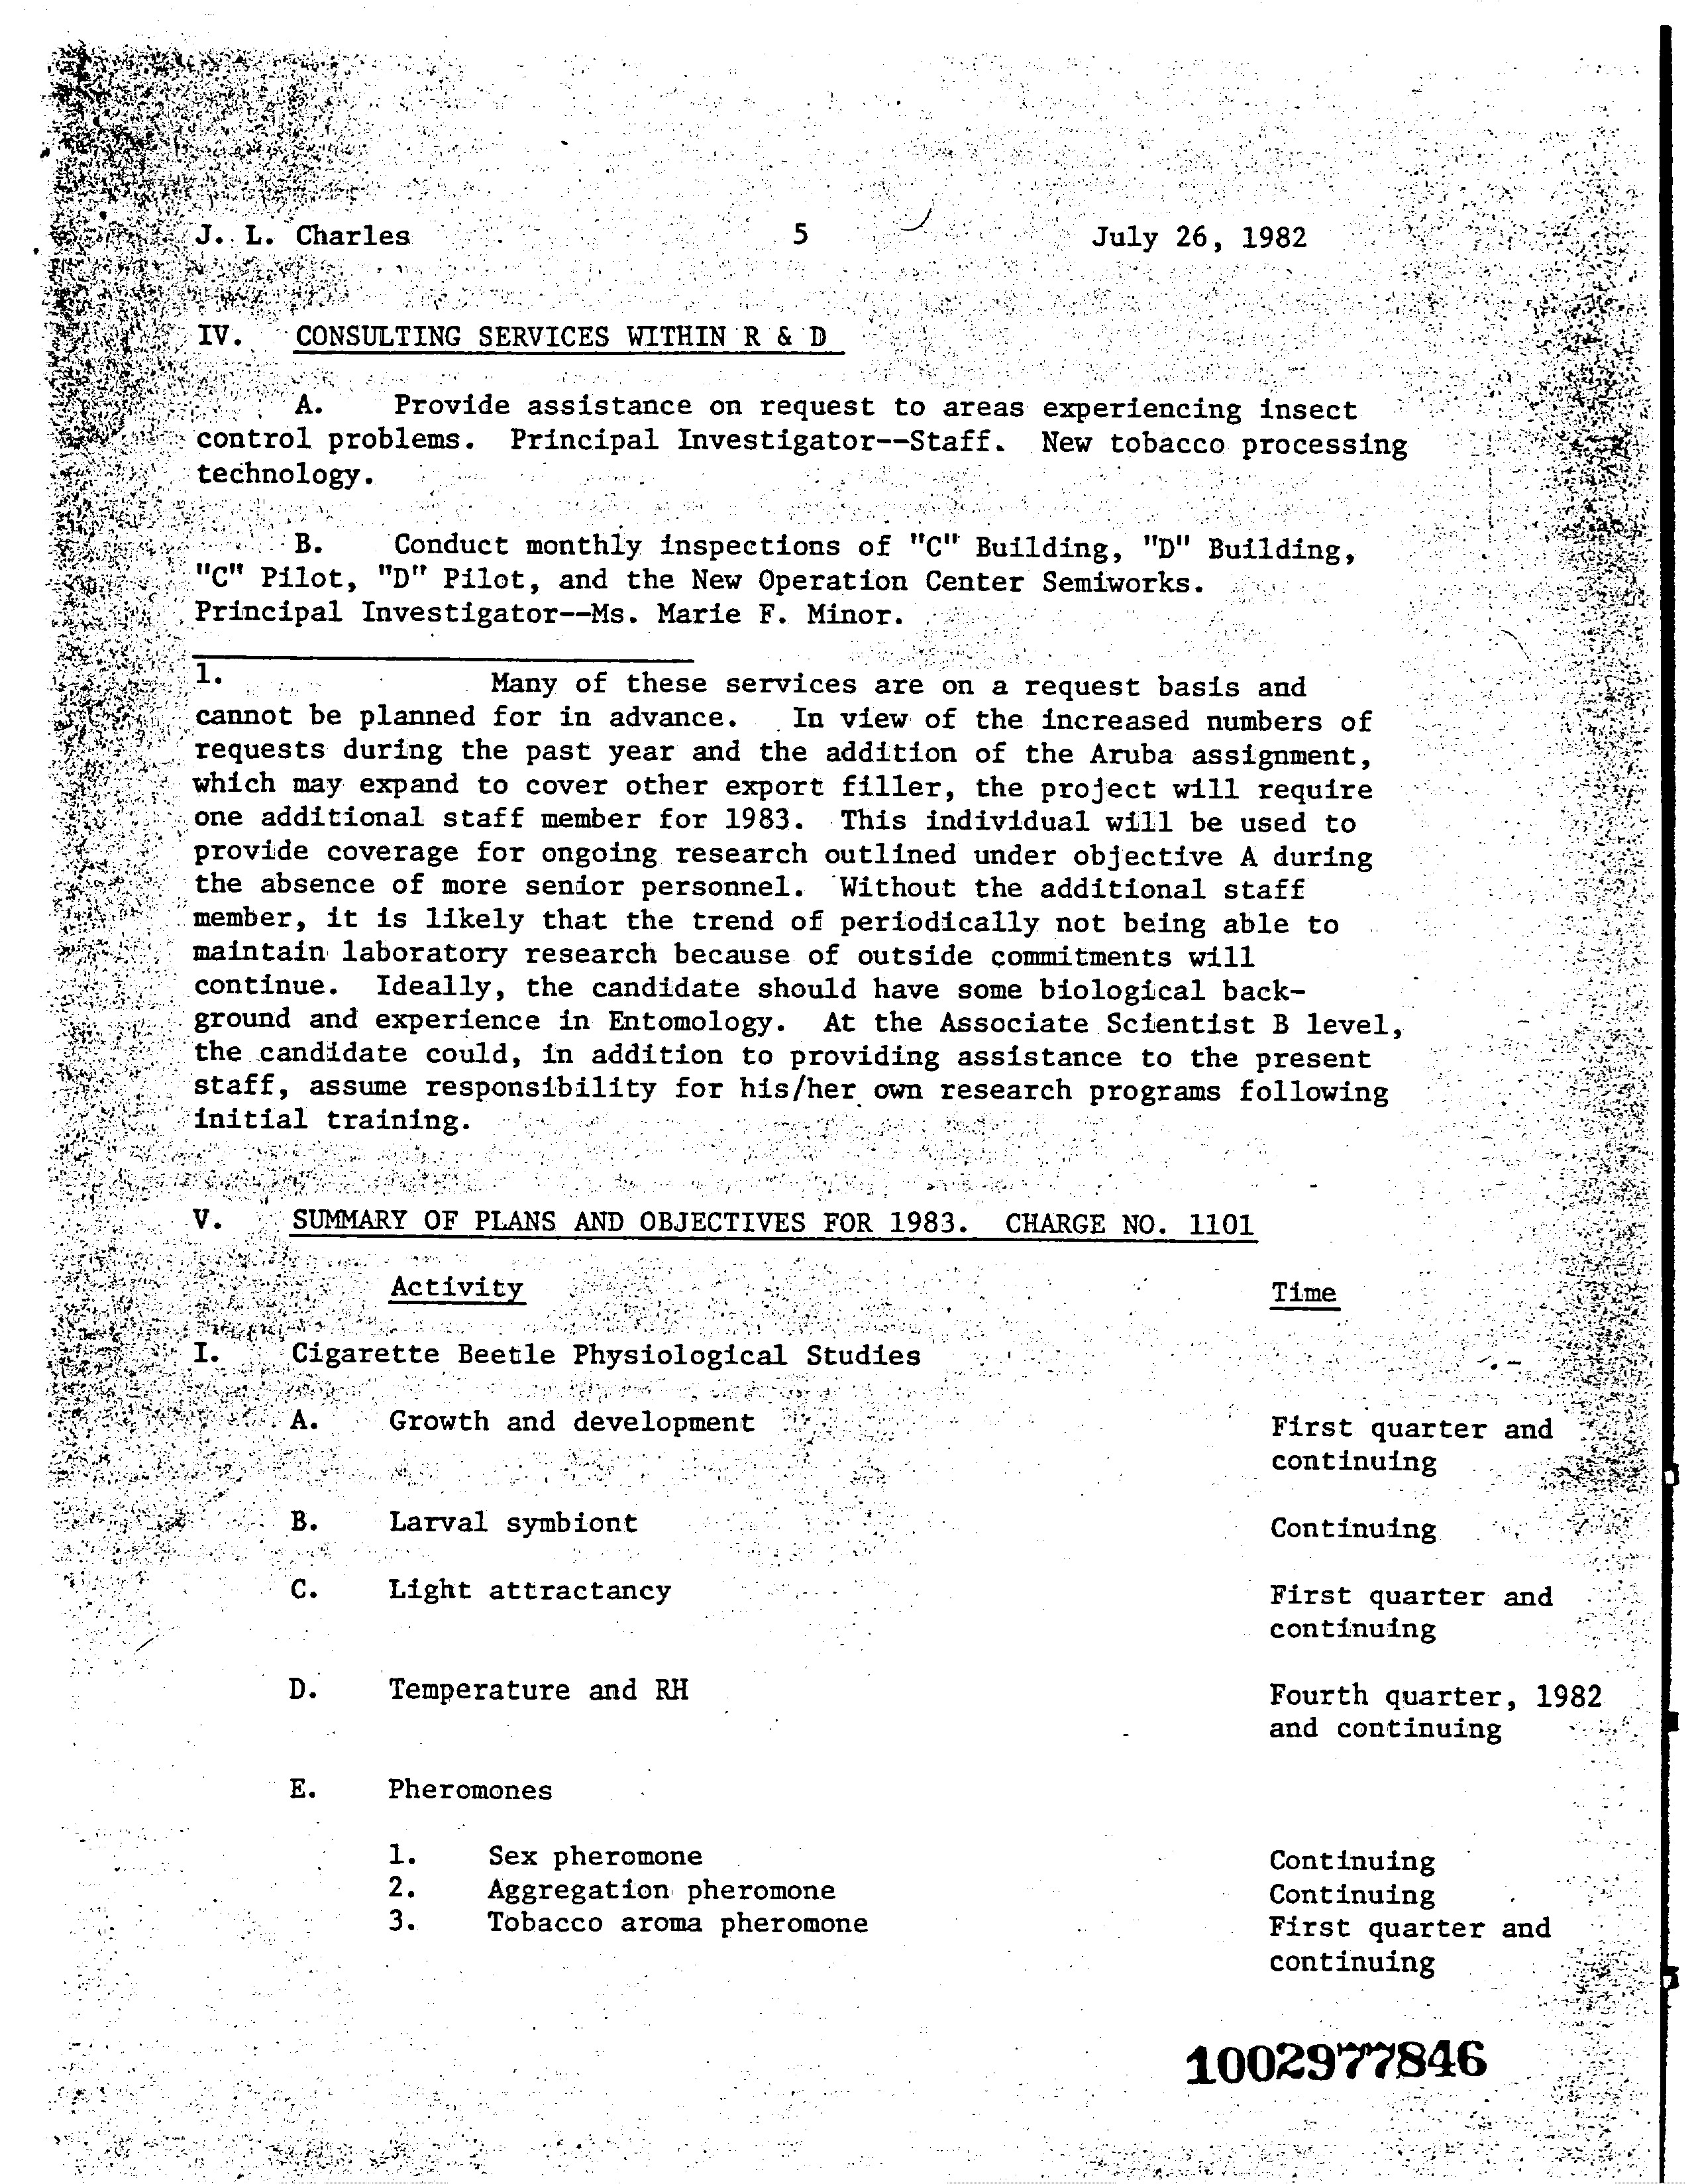 J. L. Charles 5 July 26, 1982
IV. CONSULTING SERVICES WITHIN R & D
A. Provide assistance on request to areas experiencing insect
control problems. Principal Investigator--Staff. New tobacco processing
technology.
B. Conduct monthly inspections of "C" Building, "D" Building,
"C" Pilot, "D" Pilot, and the New Operation Center Semiworks.
Principal Investigator--Ms. Marie F. Minor.
1. Many of these services are on a request basis and
cannot be planned for in advance. In view of the increased numbers of
requests during the past year and the addition of the Aruba assignment,
which may expand to cover other export filler, the project will require
one additional staff member for 1983. This individual will be used to
provide coverage for ongoing research outlined under objective A during
the absence of more senior personnel. Without the additional staff
member, it is likely that the trend of periodically not being able to
maintain laboratory research because of outside commitments will
continue. Ideally, the candidate should have some biological back-
ground and experience in Entomology. At the Associate Scientist B level,
the candidate could, in addition to providing assistance to the present
staff, assume responsibility for his/her own research programs following
initial training.
V. SUMMARY OF PLANS AND OBJECTIVES FOR 1983. CHARGE NO. 1101
Activity Time
I. Cigarette Beetle Physiological Studies
A. Growth and development First quarter and
continuing
B. Larval symbiont Continuing
C. Light attractancy First quarter and
continuing
D. Temperature and RH Fourth quarter, 1982
and continuing
E. Pheromones
1. Sex pheromone Continuing
2. Aggregation pheromone Continuing
3. Tobacco aroma pheromone First quarter and
continuing
1002977846